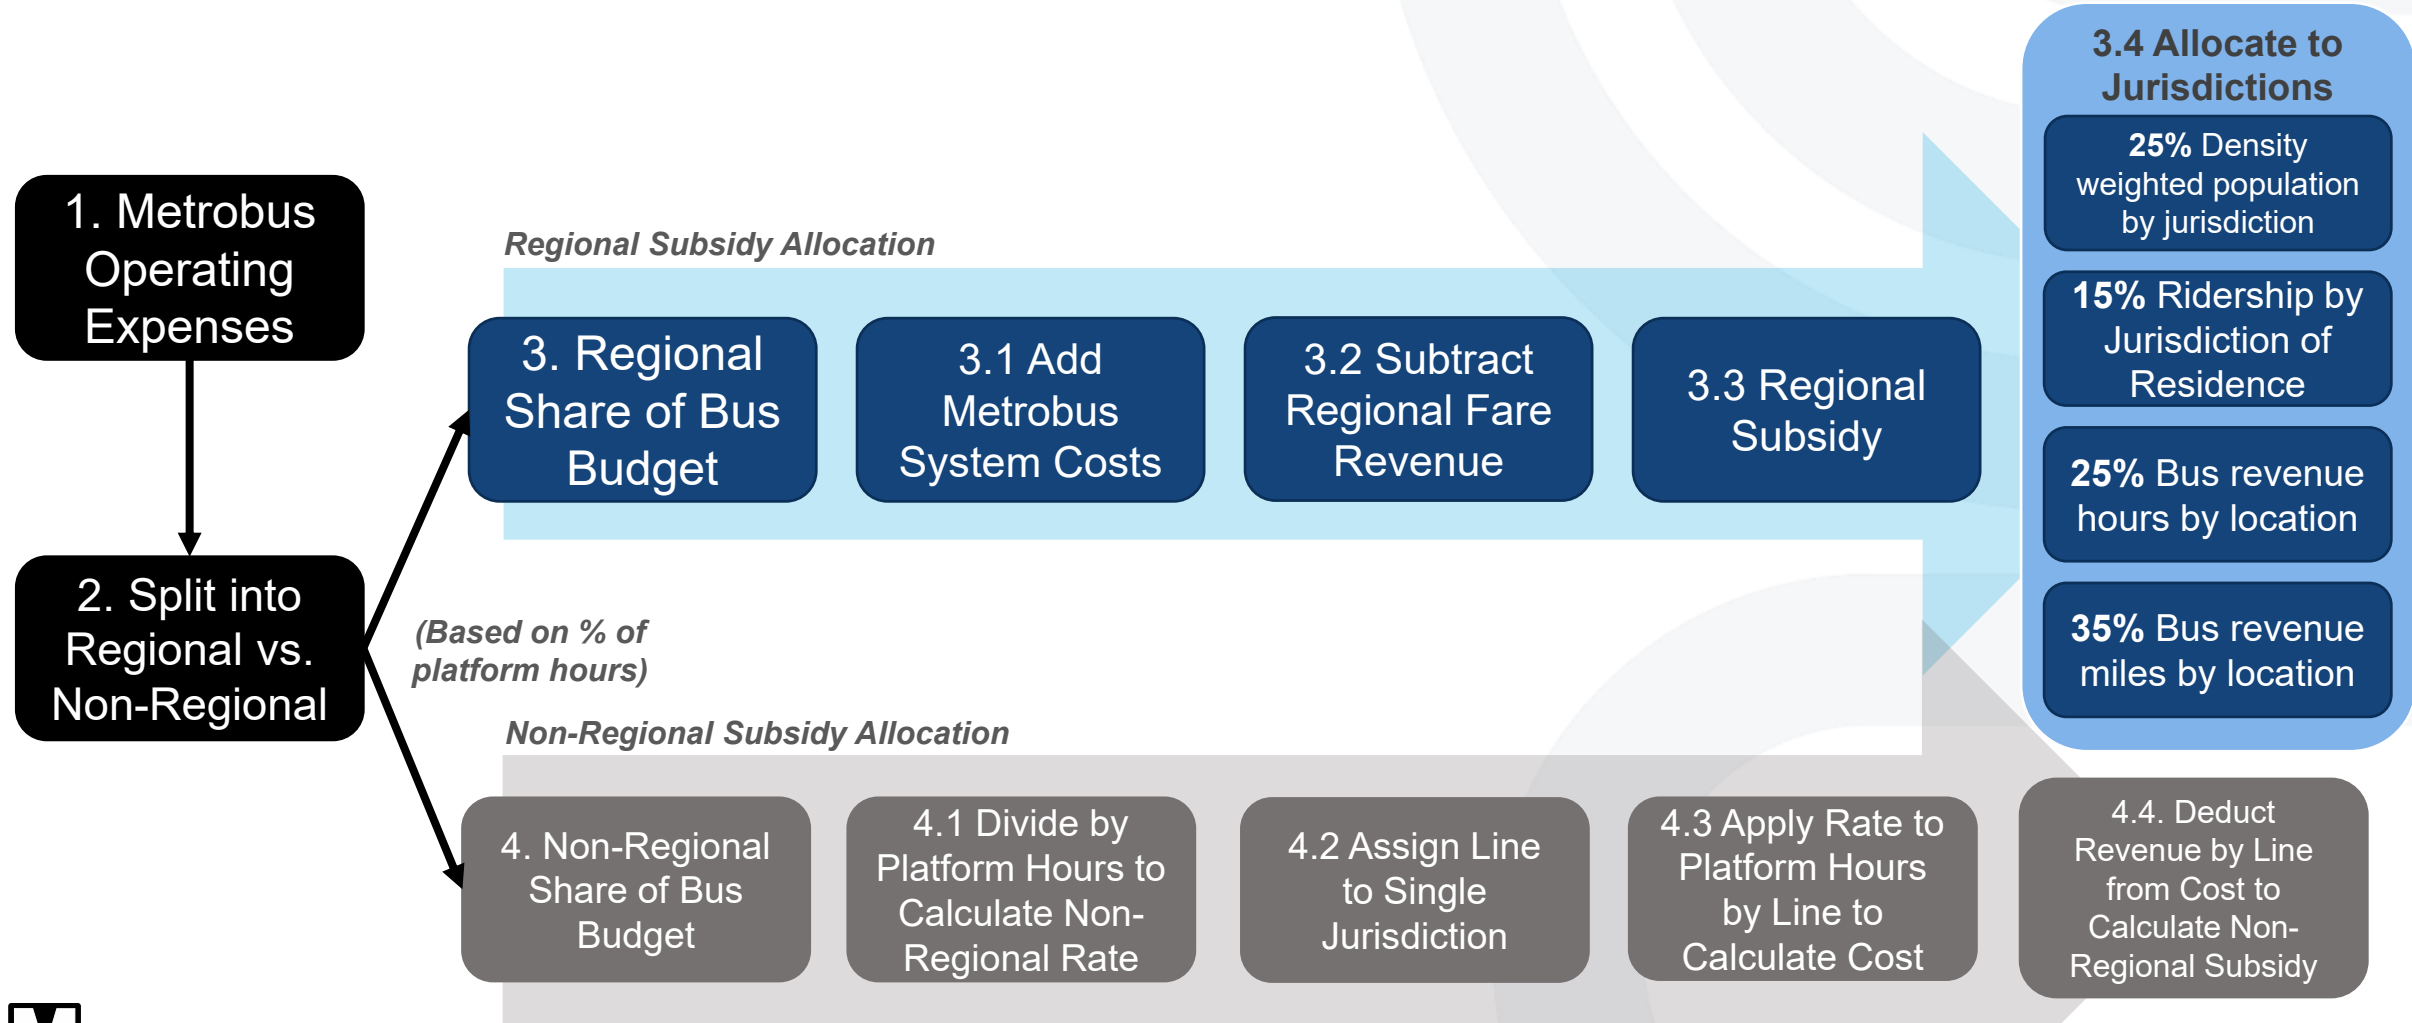 1. Metrobus
Operating
Expenses
2. Split into
Regional vs.
Non-Regional
(Based on % of
platform hours)
Regional Subsidy Allocation
3. Regional
Share of Bus
Budget
3.1 Add
Metrobus
System Costs
3.2 Subtract
Regional Fare
Revenue
3.3 Regional
Subsidy
3.4 Allocate to
Jurisdictions
25% Density
weighted population
by jurisdiction
15% Ridership by
Jurisdiction of
Residence
25% Bus revenue
hours by location
35% Bus revenue
miles by location
Non-Regional Subsidy Allocation
4. Non-Regional
Share of Bus
Budget
4.1 Divide by
Platform Hours to
Calculate Non-
Regional Rate
4.2 Assign Line
to Single
Jurisdiction
4.3 Apply Rate to
Platform Hours
by Line to
Calculate Cost
4.4. Deduct
Revenue by Line
from Cost to
Calculate Non-
Regional Subsidy